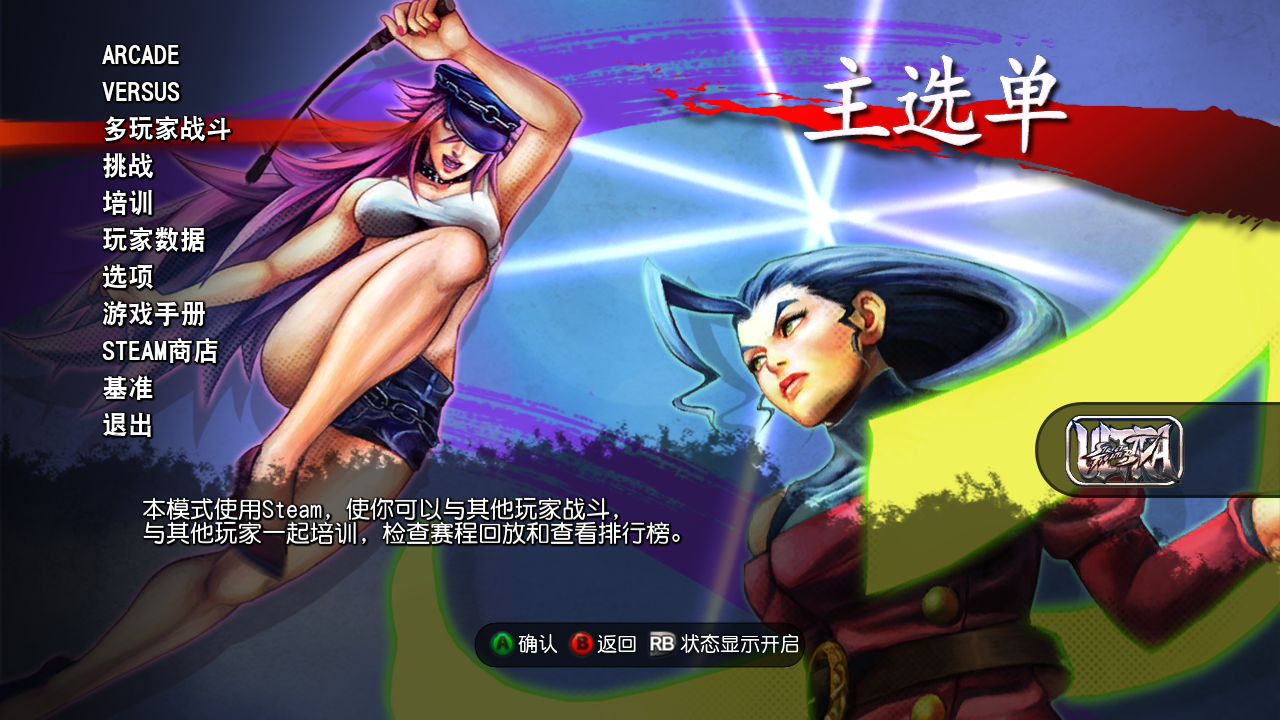 主选单
ARCADE
VERSUS
多玩家战斗
挑战
培训
玩家数据
选项
游戏手册
STEAM商店
基准
退出
本模式使用Steam，使你可以与其他玩家战斗，
与其他玩家一起培训，检查赛程回放和查看排行榜。
A 确认 B 返回 RB 状态显示开启